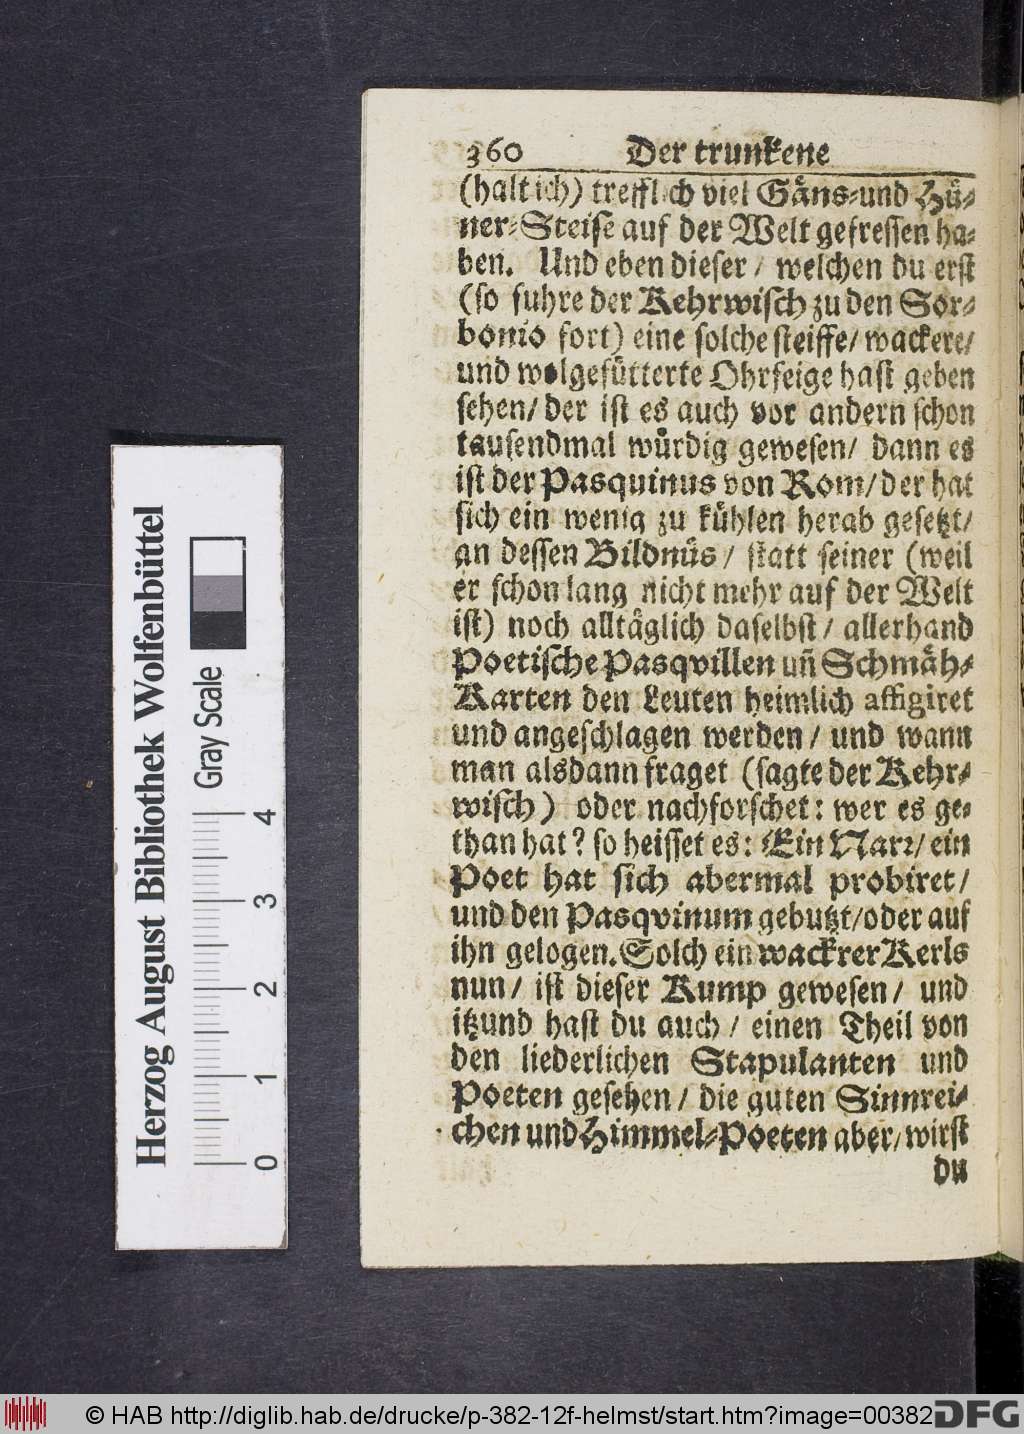 360 Der trunkene
(halt ich) trefflich viel Gäns-und Hü-
ner-Steise auf der Welt gefressen ha-
ben. Und eben dieser / welchen du erst
(so fuhre der Kehrwisch zu den Sor-
bonio fort) eine solche steiffe/ wackere/
und wolgefütterte Ohrfeige hast geben
sehen/ der ist es auch vor andern schon
tausendmal würdig gewesen/ dann es
ist der Pasquinus von Rom/ der hat
sich ein wenig zu kühlen herab gesetzt/
an dessen Bildnüs / statt seiner (weil
er schon lang nicht mehr auf der Welt
ist) noch alltäglich daselbst / allerhand
Poetische Pasqvillen uñ Schmäh-
Karten den Leuten heimlich affigiret
und angeschlagen werden / und wann
man alsdann fraget (sagte der Kehr-
wisch) oder nachforschet: wer es ge-
than hat? so heisset es: Ein Narr/ ein
Poet hat sich abermal probiret/
und den Pasqvinum gebutzt/oder auf
ihn gelogen. Solch ein wackrer Kerls
nun / ist dieser Kump gewesen / und
itzund hast du auch / einen Theil von
den liederlichen Stapulanten und
Poeten gesehen / die guten Sinnrei-
chen und Himmel-Poeten aber/ wirst
du
Herzog August Bibliothek Wolfenbüttel
Gray Scale
0 1 2 3 4
© HAB http://diglib.hab.de/drucke/p-382-12f-helmst/start.htm?image=00382
DFG